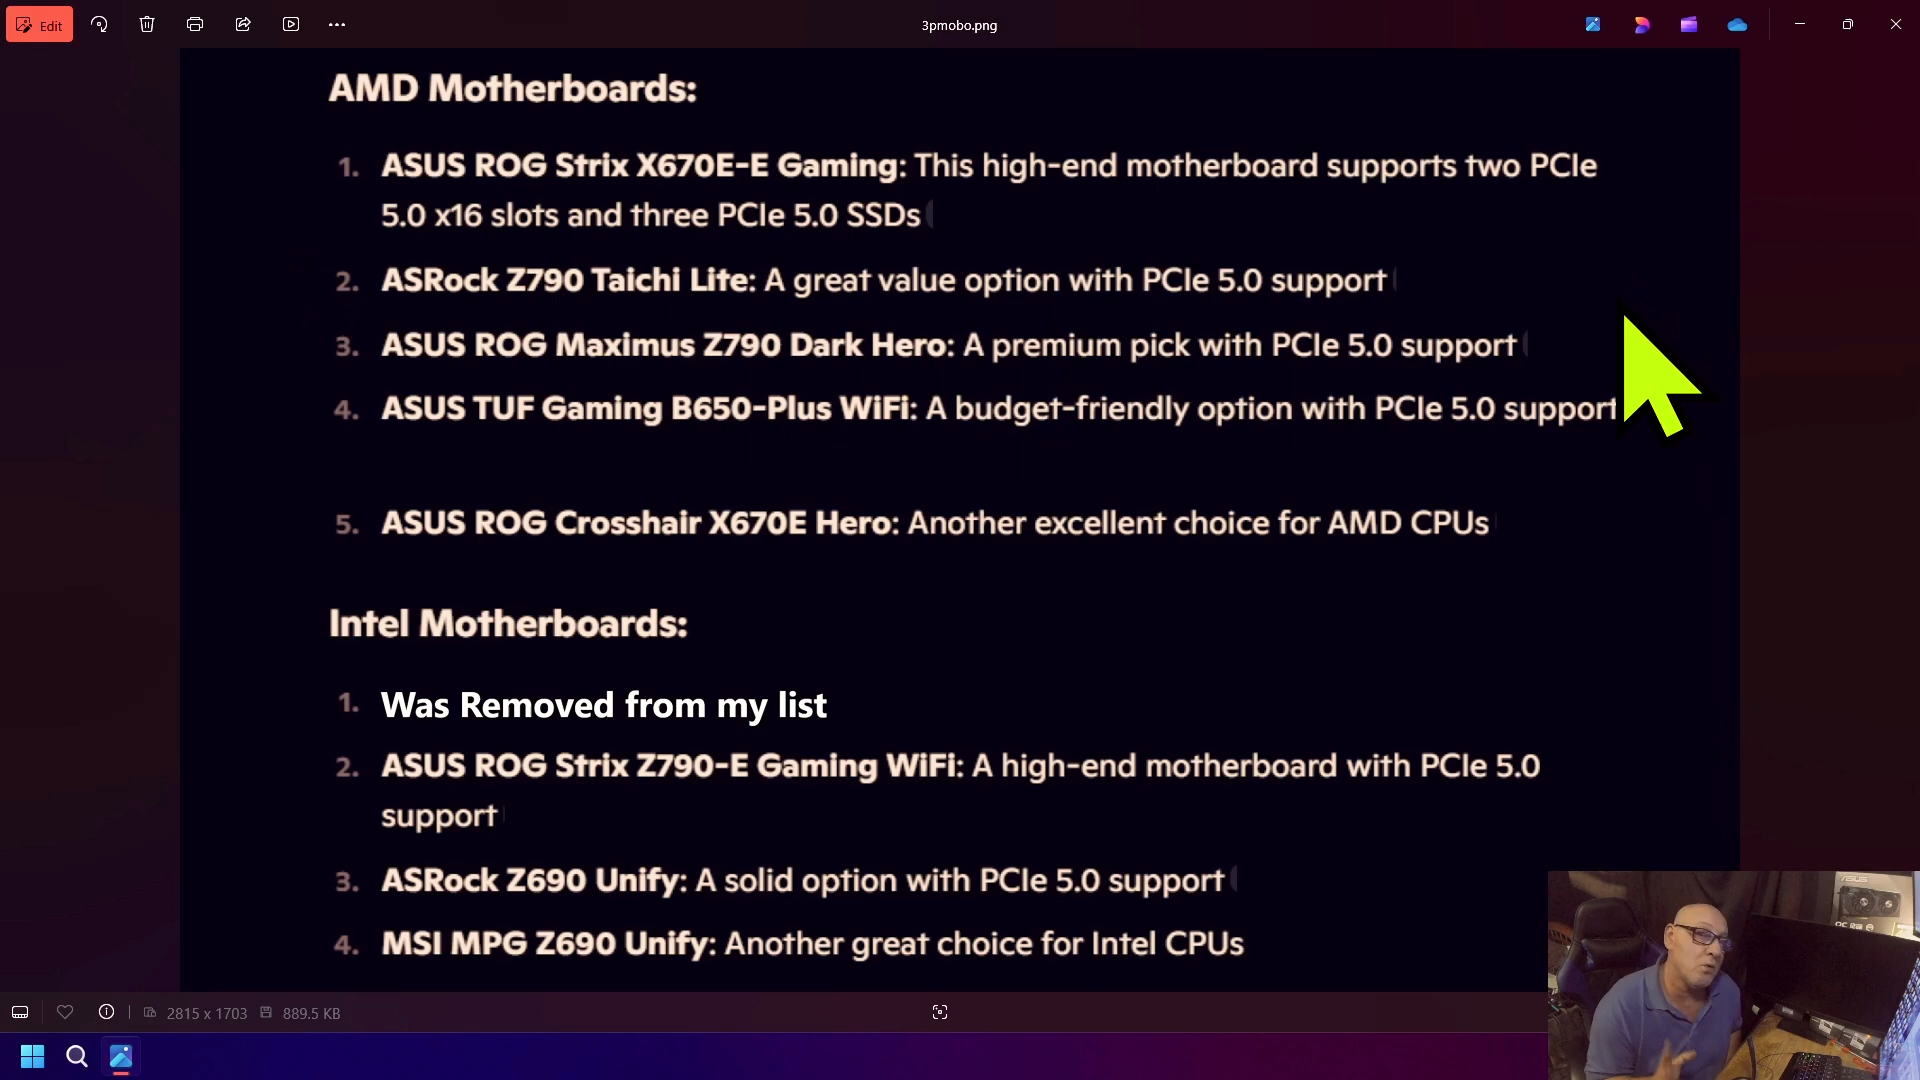 Edit
3pmobo.png
AMD Motherboards:
1. ASUS ROG Strix X670E-E Gaming: This high-end motherboard supports two PCIe
5.0 x16 slots and three PCIe 5.0 SSDs
2. ASRock Z790 Taichi Lite: A great value option with PCIe 5.0 support
3. ASUS ROG Maximus Z790 Dark Hero: A premium pick with PCIe 5.0 support
4. ASUS TUF Gaming B650-Plus WiFi: A budget-friendly option with PCIe 5.0 support
5. ASUS ROG Crosshair X670E Hero: Another excellent choice for AMD CPUs
Intel Motherboards:
1. Was Removed from my list
2. ASUS ROG Strix Z790-E Gaming WiFi: A high-end motherboard with PCIe 5.0
support
3. ASRock Z690 Unify: A solid option with PCIe 5.0 support
4. MSI MPG Z690 Unify: Another great choice for Intel CPUs
2815 x 1703 889.5 KB